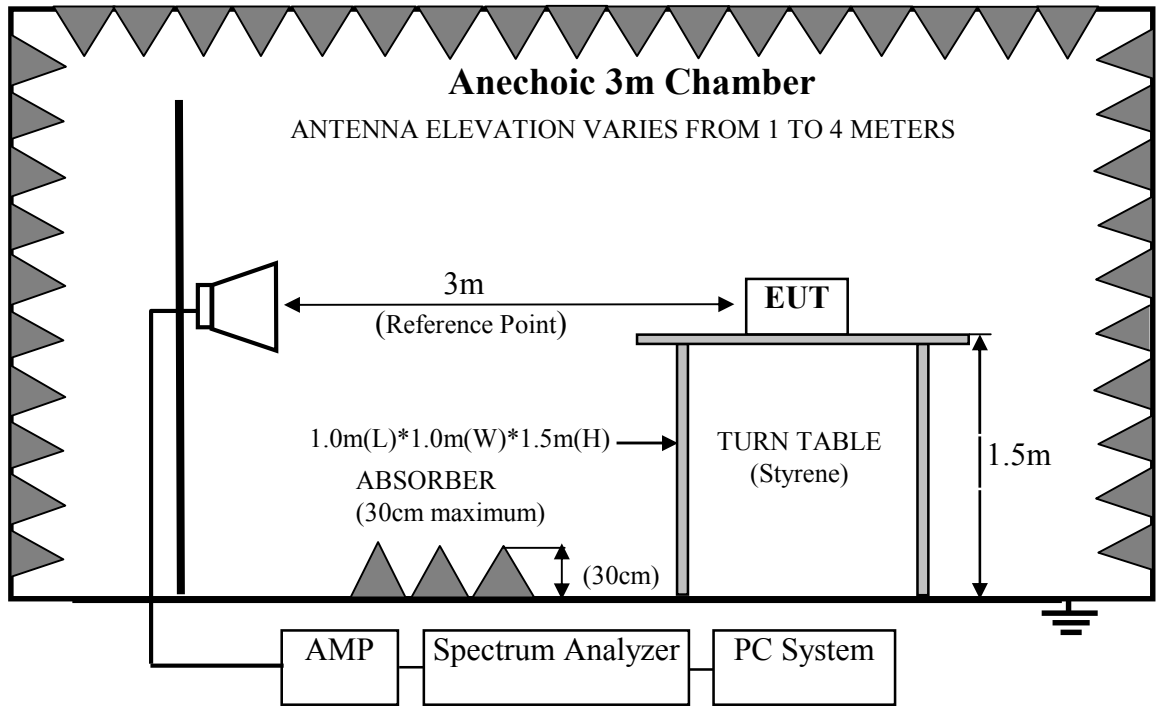 Anechoic 3m Chamber
ANTENNA ELEVATION VARIES FROM 1 TO 4 METERS
3m
(Reference Point)
EUT
1.0m(L)*1.0m(W)*1.5m(H)
TURN TABLE
(Styrene)
1.5m
ABSORBER
(30cm maximum)
(30cm)
AMP
Spectrum Analyzer
PC System